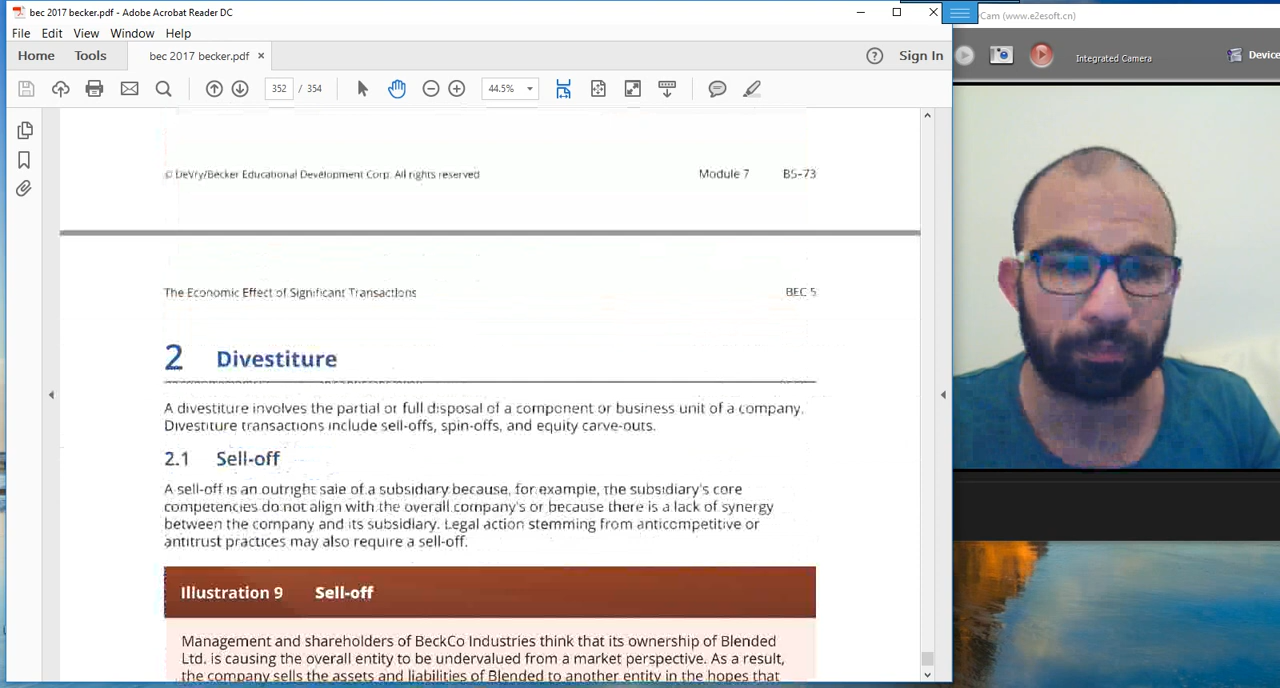 bec 2017 becker.pdf - Adobe Acrobat Reader DC
Cam (www.e2esoft.cn)
File Edit View Window Help
Home Tools bec 2017 becker.pdf × Sign In
352 / 354 44.5%
Integrated Camera Device
© DeVry/Becker Educational Development Corp. All rights reserved Module 7 B5-73
The Economic Effect of Significant Transactions BEC 5
2 Divestiture
A divestiture involves the partial or full disposal of a component or business unit of a company.
Divestiture transactions include sell-offs, spin-offs, and equity carve-outs.
2.1 Sell-off
A sell-off is an outright sale of a subsidiary because, for example, the subsidiary's core
competencies do not align with the overall company's or because there is a lack of synergy
between the company and its subsidiary. Legal action stemming from anticompetitive or
antitrust practices may also require a sell-off.
Illustration 9 Sell-off
Management and shareholders of BeckCo Industries think that its ownership of Blended
Ltd. is causing the overall entity to be undervalued from a market perspective. As a result,
the company sells the assets and liabilities of Blended to another entity in the hopes that